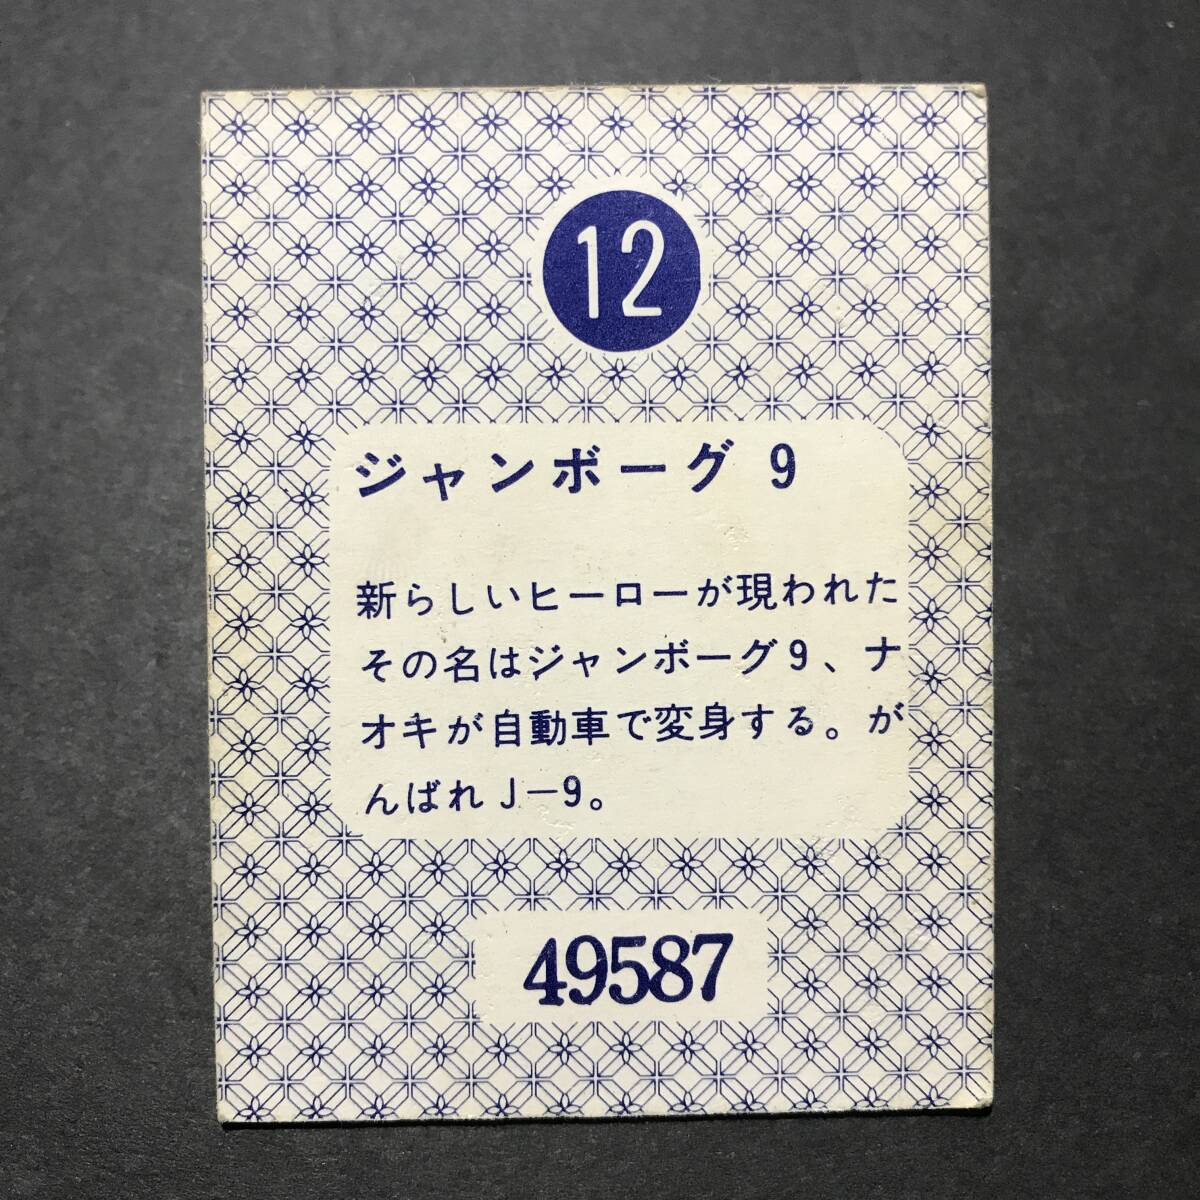 12
ジャンボーグ 9
新らしいヒーローが現われた
その名はジャンボーグ9、ナ
オキが自動車で変身する。が
んばれJー9。
49587